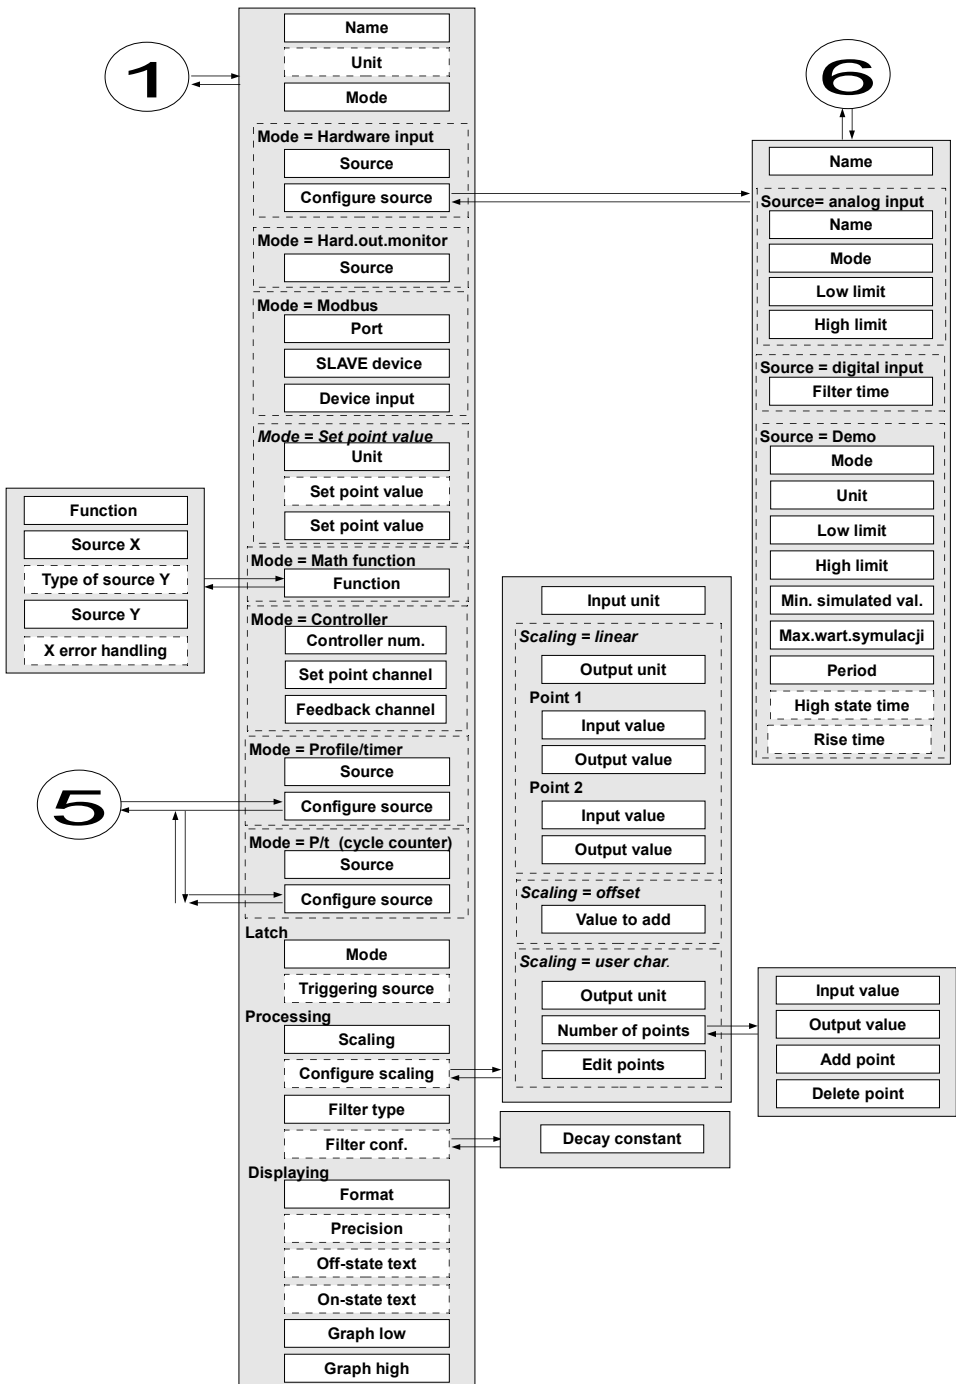 1
Name
Unit
Mode
Mode = Hardware input
Source
Configure source
Mode = Hard.out.monitor
Source
Mode = Modbus
Port
SLAVE device
Device input
Mode = Set point value
Unit
Set point value
Set point value
Mode = Math function
Function
Mode = Controller
Controller num.
Set point channel
Feedback channel
Mode = Profile/timer
Source
Configure source
Mode = P/t (cycle counter)
Source
Configure source
Latch
Mode
Triggering source
Processing
Scaling
Configure scaling
Filter type
Filter conf.
Displaying
Format
Precision
Off-state text
On-state text
Graph low
Graph high
Function
Source X
Type of source Y
Source Y
X error handling
5
Input unit
Scaling = linear
Output unit
Point 1
Input value
Output value
Point 2
Input value
Output value
Scaling = offset
Value to add
Scaling = user char.
Output unit
Number of points
Edit points
Decay constant
6
Name
Source= analog input
Name
Mode
Low limit
High limit
Source = digital input
Filter time
Source = Demo
Mode
Unit
Low limit
High limit
Min. simulated val.
Max.wart.symulacji
Period
High state time
Rise time
Input value
Output value
Add point
Delete point